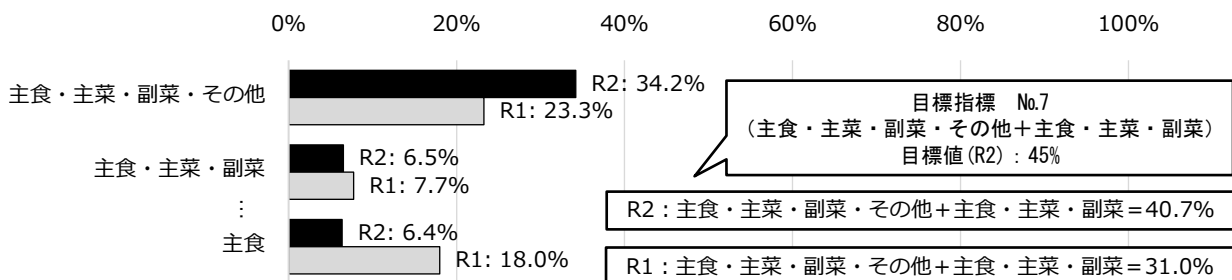 0% 20% 40% 60% 80% 100%
主食・主菜・副菜・その他
R2: 34.2%
R1: 23.3%
目標指標 No.7
（主食・主菜・副菜・その他＋主食・主菜・副菜）
目標値(R2)：45%
主食・主菜・副菜
R2: 6.5%
R1: 7.7%
…
R2：主食・主菜・副菜・その他＋主食・主菜・副菜＝40.7%
主食
R2: 6.4%
R1: 18.0%
R1：主食・主菜・副菜・その他＋主食・主菜・副菜＝31.0%